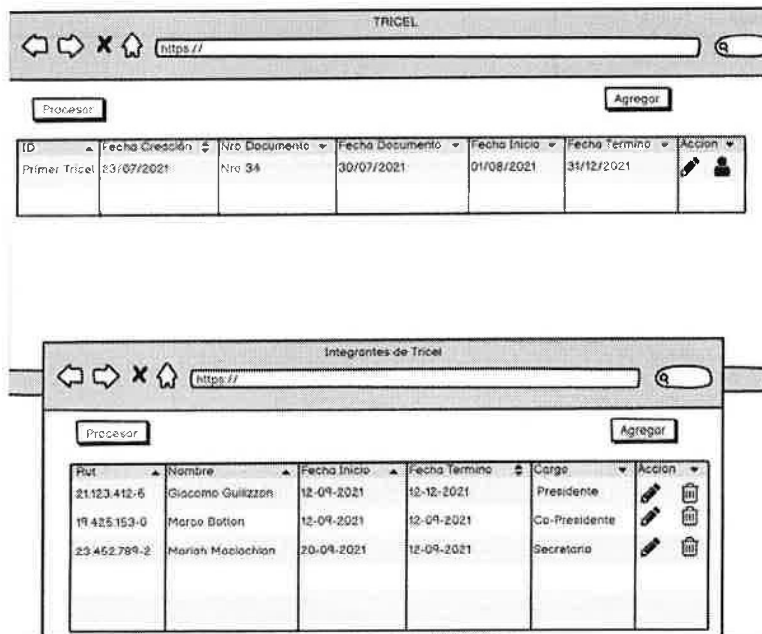 TRICEL
https://
Procesar
Agregar
ID Fecha Creación Nro Documento Fecha Documento Fecha Inicio Fecha Termino Accion
Primer Tricel 23/07/2021 Nro 34 30/07/2021 01/08/2021 31/12/2021
Integrantes de Tricel
https://
Procesar
Agregar
Rut Nombre Fecha Inicio Fecha Termino Cargo Accion
21.123.412-6 Giacomo Guilizzon 12-09-2021 12-12-2021 Presidente
19.425.153-0 Marco Botton 12-09-2021 12-09-2021 Co-Presidente
23.452.789-2 Mariah Maclachlan 20-09-2021 12-09-2021 Secretaria